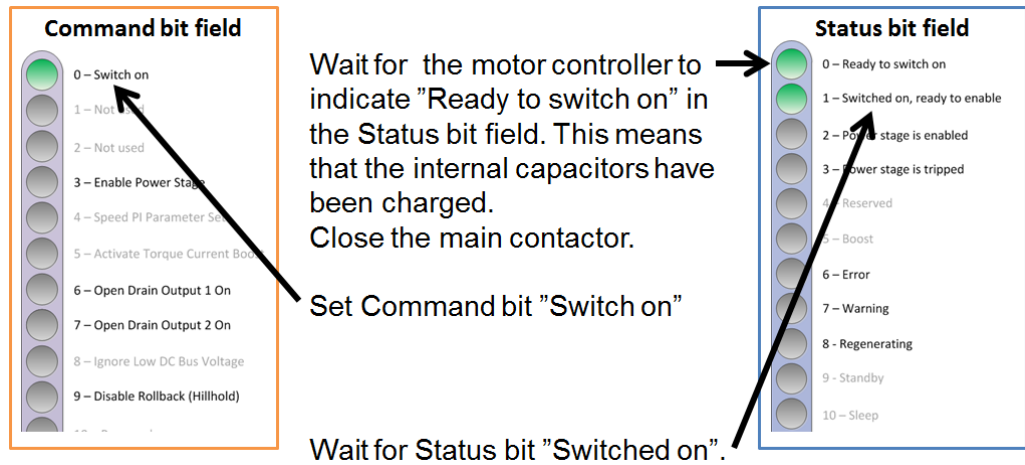 Command bit field
0 – Switch on
1 – Not used
2 – Not used
3 – Enable Power Stage
4 – Speed PI Parameter Set
5 – Activate Torque Current Boost
6 – Open Drain Output 1 On
7 – Open Drain Output 2 On
8 – Ignore Low DC Bus Voltage
9 – Disable Rollback (Hillhold)
Wait for the motor controller to
indicate ”Ready to switch on” in
the Status bit field. This means
that the internal capacitors have
been charged.
Close the main contactor.
Set Command bit ”Switch on”
Wait for Status bit ”Switched on”.
Status bit field
0 – Ready to switch on
1 – Switched on, ready to enable
2 – Power stage is enabled
3 – Power stage is tripped
4 – Reserved
5 – Boost
6 – Error
7 – Warning
8 - Regenerating
9 - Standby
10 – Sleep